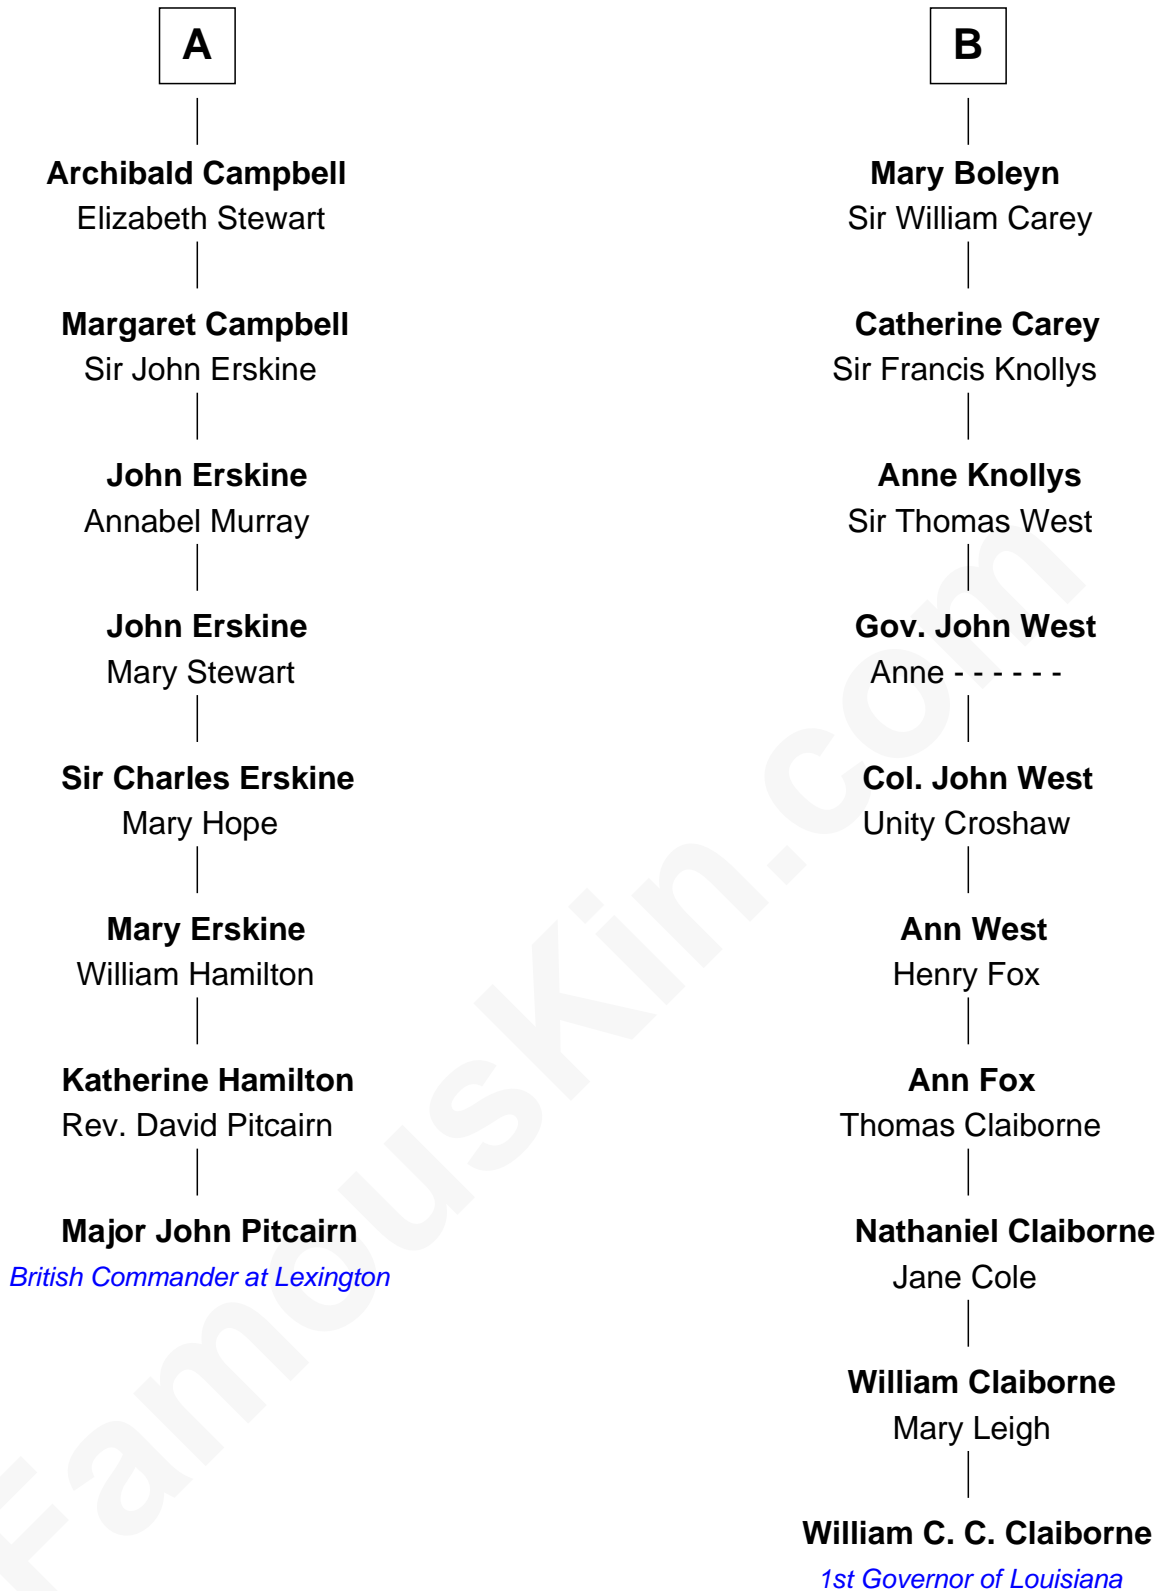 A
Archibald Campbell
Elizabeth Stewart
Margaret Campbell
Sir John Erskine
John Erskine
Annabel Murray
John Erskine
Mary Stewart
Sir Charles Erskine
Mary Hope
Mary Erskine
William Hamilton
Katherine Hamilton
Rev. David Pitcairn
Major John Pitcairn
British Commander at Lexington
B
Mary Boleyn
Sir William Carey
Catherine Carey
Sir Francis Knollys
Anne Knollys
Sir Thomas West
Gov. John West
Anne - - - - - -
Col. John West
Unity Croshaw
Ann West
Henry Fox
Ann Fox
Thomas Claiborne
Nathaniel Claiborne
Jane Cole
William Claiborne
Mary Leigh
William C. C. Claiborne
1st Governor of Louisiana
FamousKin.com